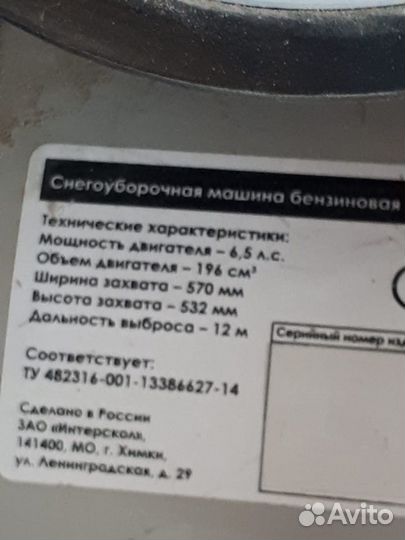 Снегоуборочная машина бензиновая
Технические характеристики:
Мощность двигателя – 6,5 л.с.
Объем двигателя – 196 см³
Ширина захвата – 570 мм
Высота захвата – 532 мм
Дальность выброса – 12 м
Серийный номер изд
Соответствует:
ТУ 482316-001-13386627-14
Сделано в России
ЗАО «Интерскол»,
141400, МО, г. Химки,
ул. Ленинградская, д. 29
Avito